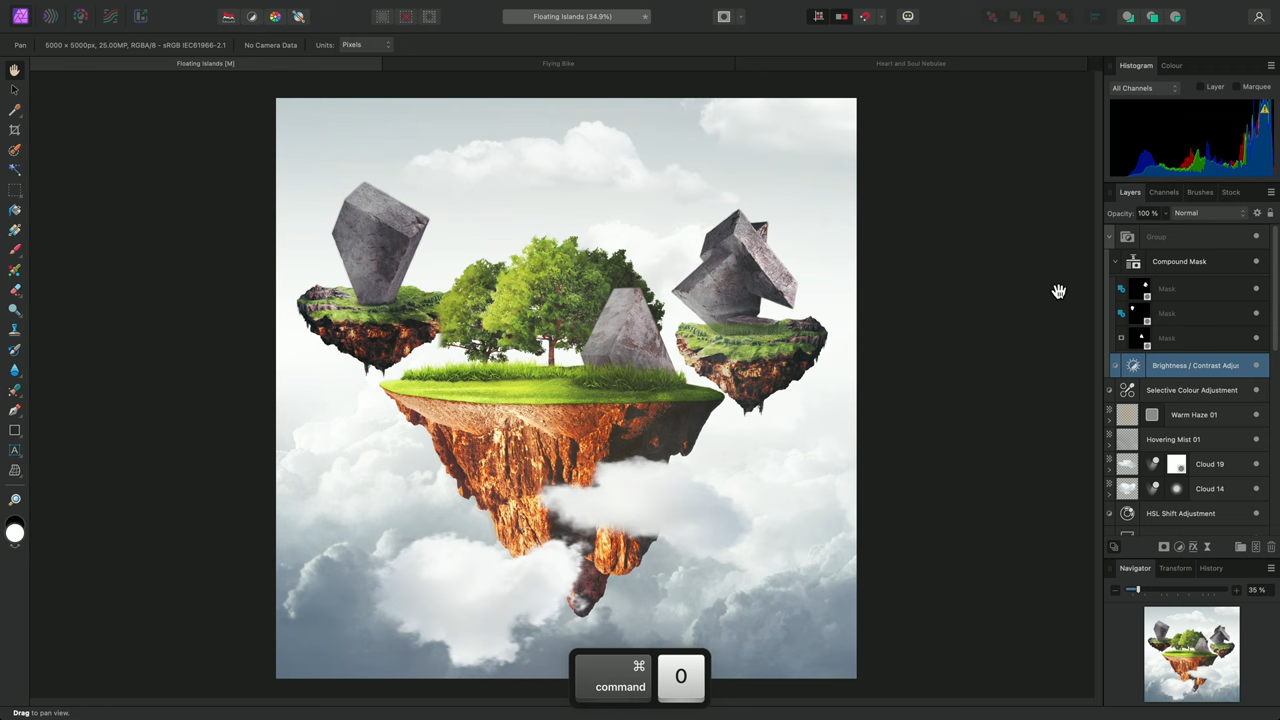 Floating Islands (34.9%)
Pan
5000 × 5000px, 25.00MP, RGBA/8 - sRGB IEC61966-2.1
No Camera Data
Units:
Pixels
Floating Islands [M]
Flying Bike
Heart and Soul Nebulae
Histogram
Colour
All Channels
Layer
Marquee
Layers
Channels
Brushes
Stock
Opacity:
100 %
Normal
Group
Compound Mask
Mask
Mask
Mask
Brightness / Contrast Adjus
Selective Colour Adjustment
Warm Haze 01
Hovering Mist 01
Cloud 19
Cloud 14
HSL Shift Adjustment
Navigator
Transform
History
35 %
⌘
command
0
Drag to pan view.